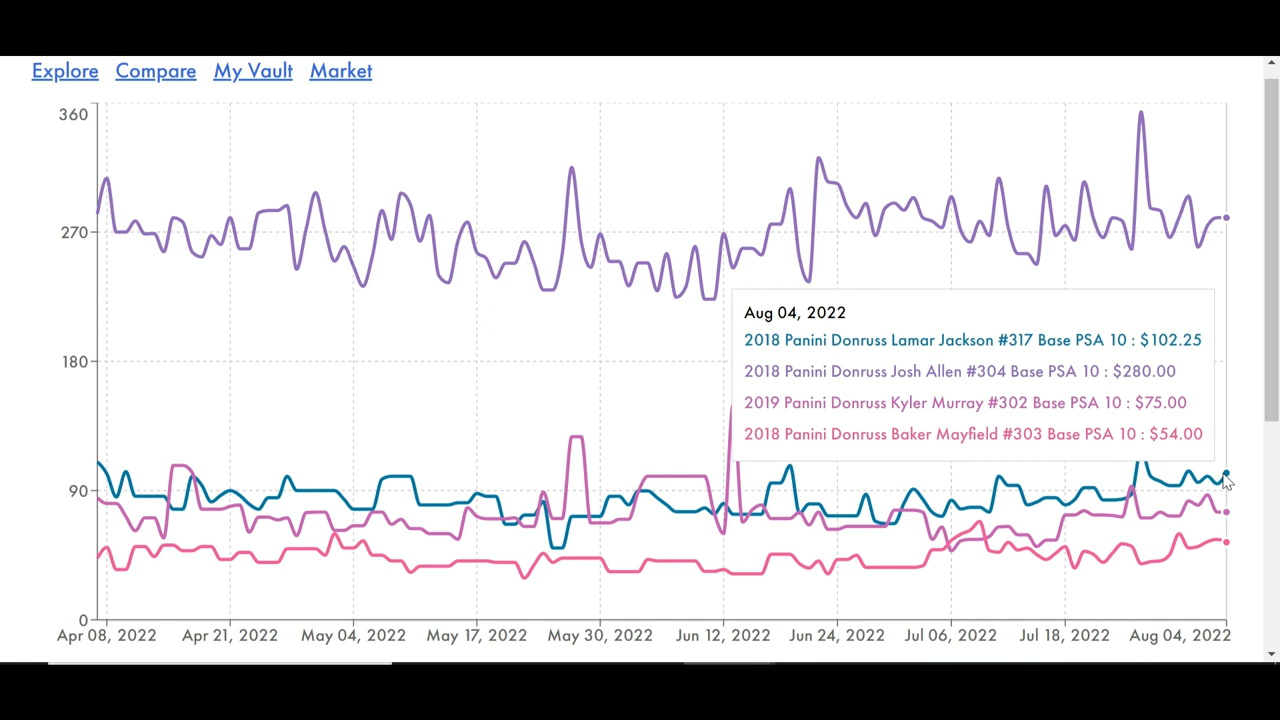 Explore Compare My Vault Market
360
270
180
90
0
Aug 04, 2022
2018 Panini Donruss Lamar Jackson #317 Base PSA 10 : $102.25
2018 Panini Donruss Josh Allen #304 Base PSA 10 : $280.00
2019 Panini Donruss Kyler Murray #302 Base PSA 10 : $75.00
2018 Panini Donruss Baker Mayfield #303 Base PSA 10 : $54.00
Apr 08, 2022 Apr 21, 2022 May 04, 2022 May 17, 2022 May 30, 2022 Jun 12, 2022 Jun 24, 2022 Jul 06, 2022 Jul 18, 2022 Aug 04, 2022